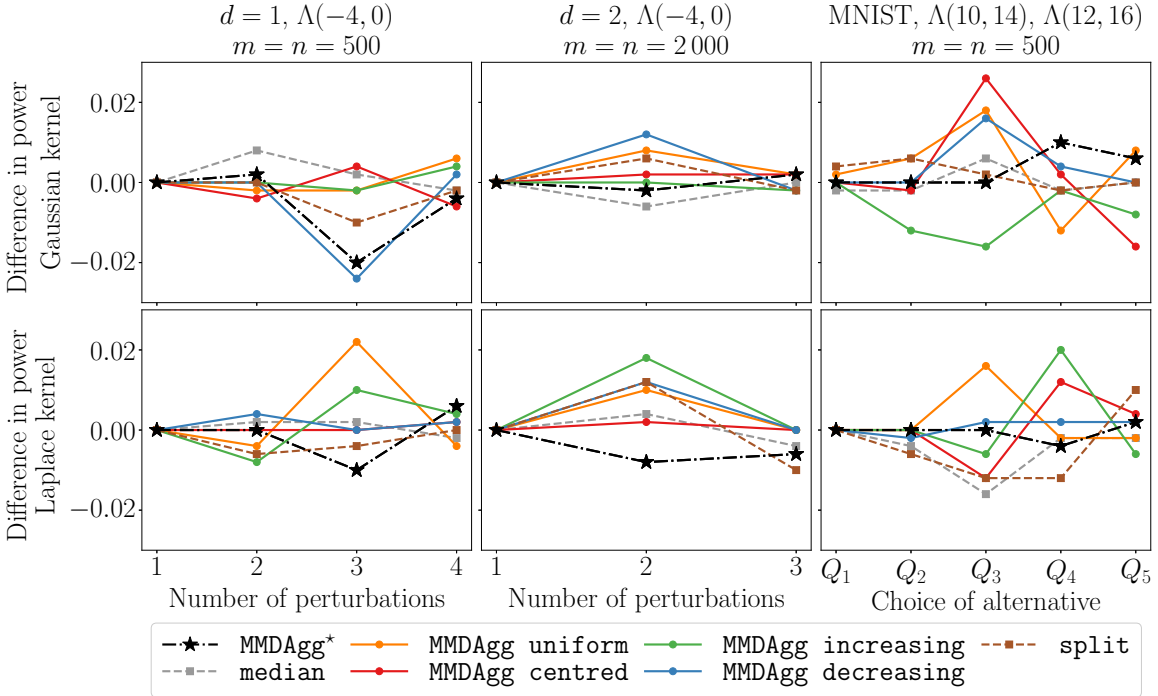 d = 1, Λ(−4, 0)
m = n = 500
d = 2, Λ(−4, 0)
m = n = 2 000
MNIST, Λ(10, 14), Λ(12, 16)
m = n = 500
Difference in power
Gaussian kernel
0.02
0.00
−0.02
Difference in power
Laplace kernel
0.02
0.00
−0.02
1 2 3 4
Number of perturbations
1 2 3
Number of perturbations
Q₁ Q₂ Q₃ Q₄ Q₅
Choice of alternative
MMDAgg⋆ MMDAgg uniform MMDAgg increasing split
median MMDAgg centred MMDAgg decreasing